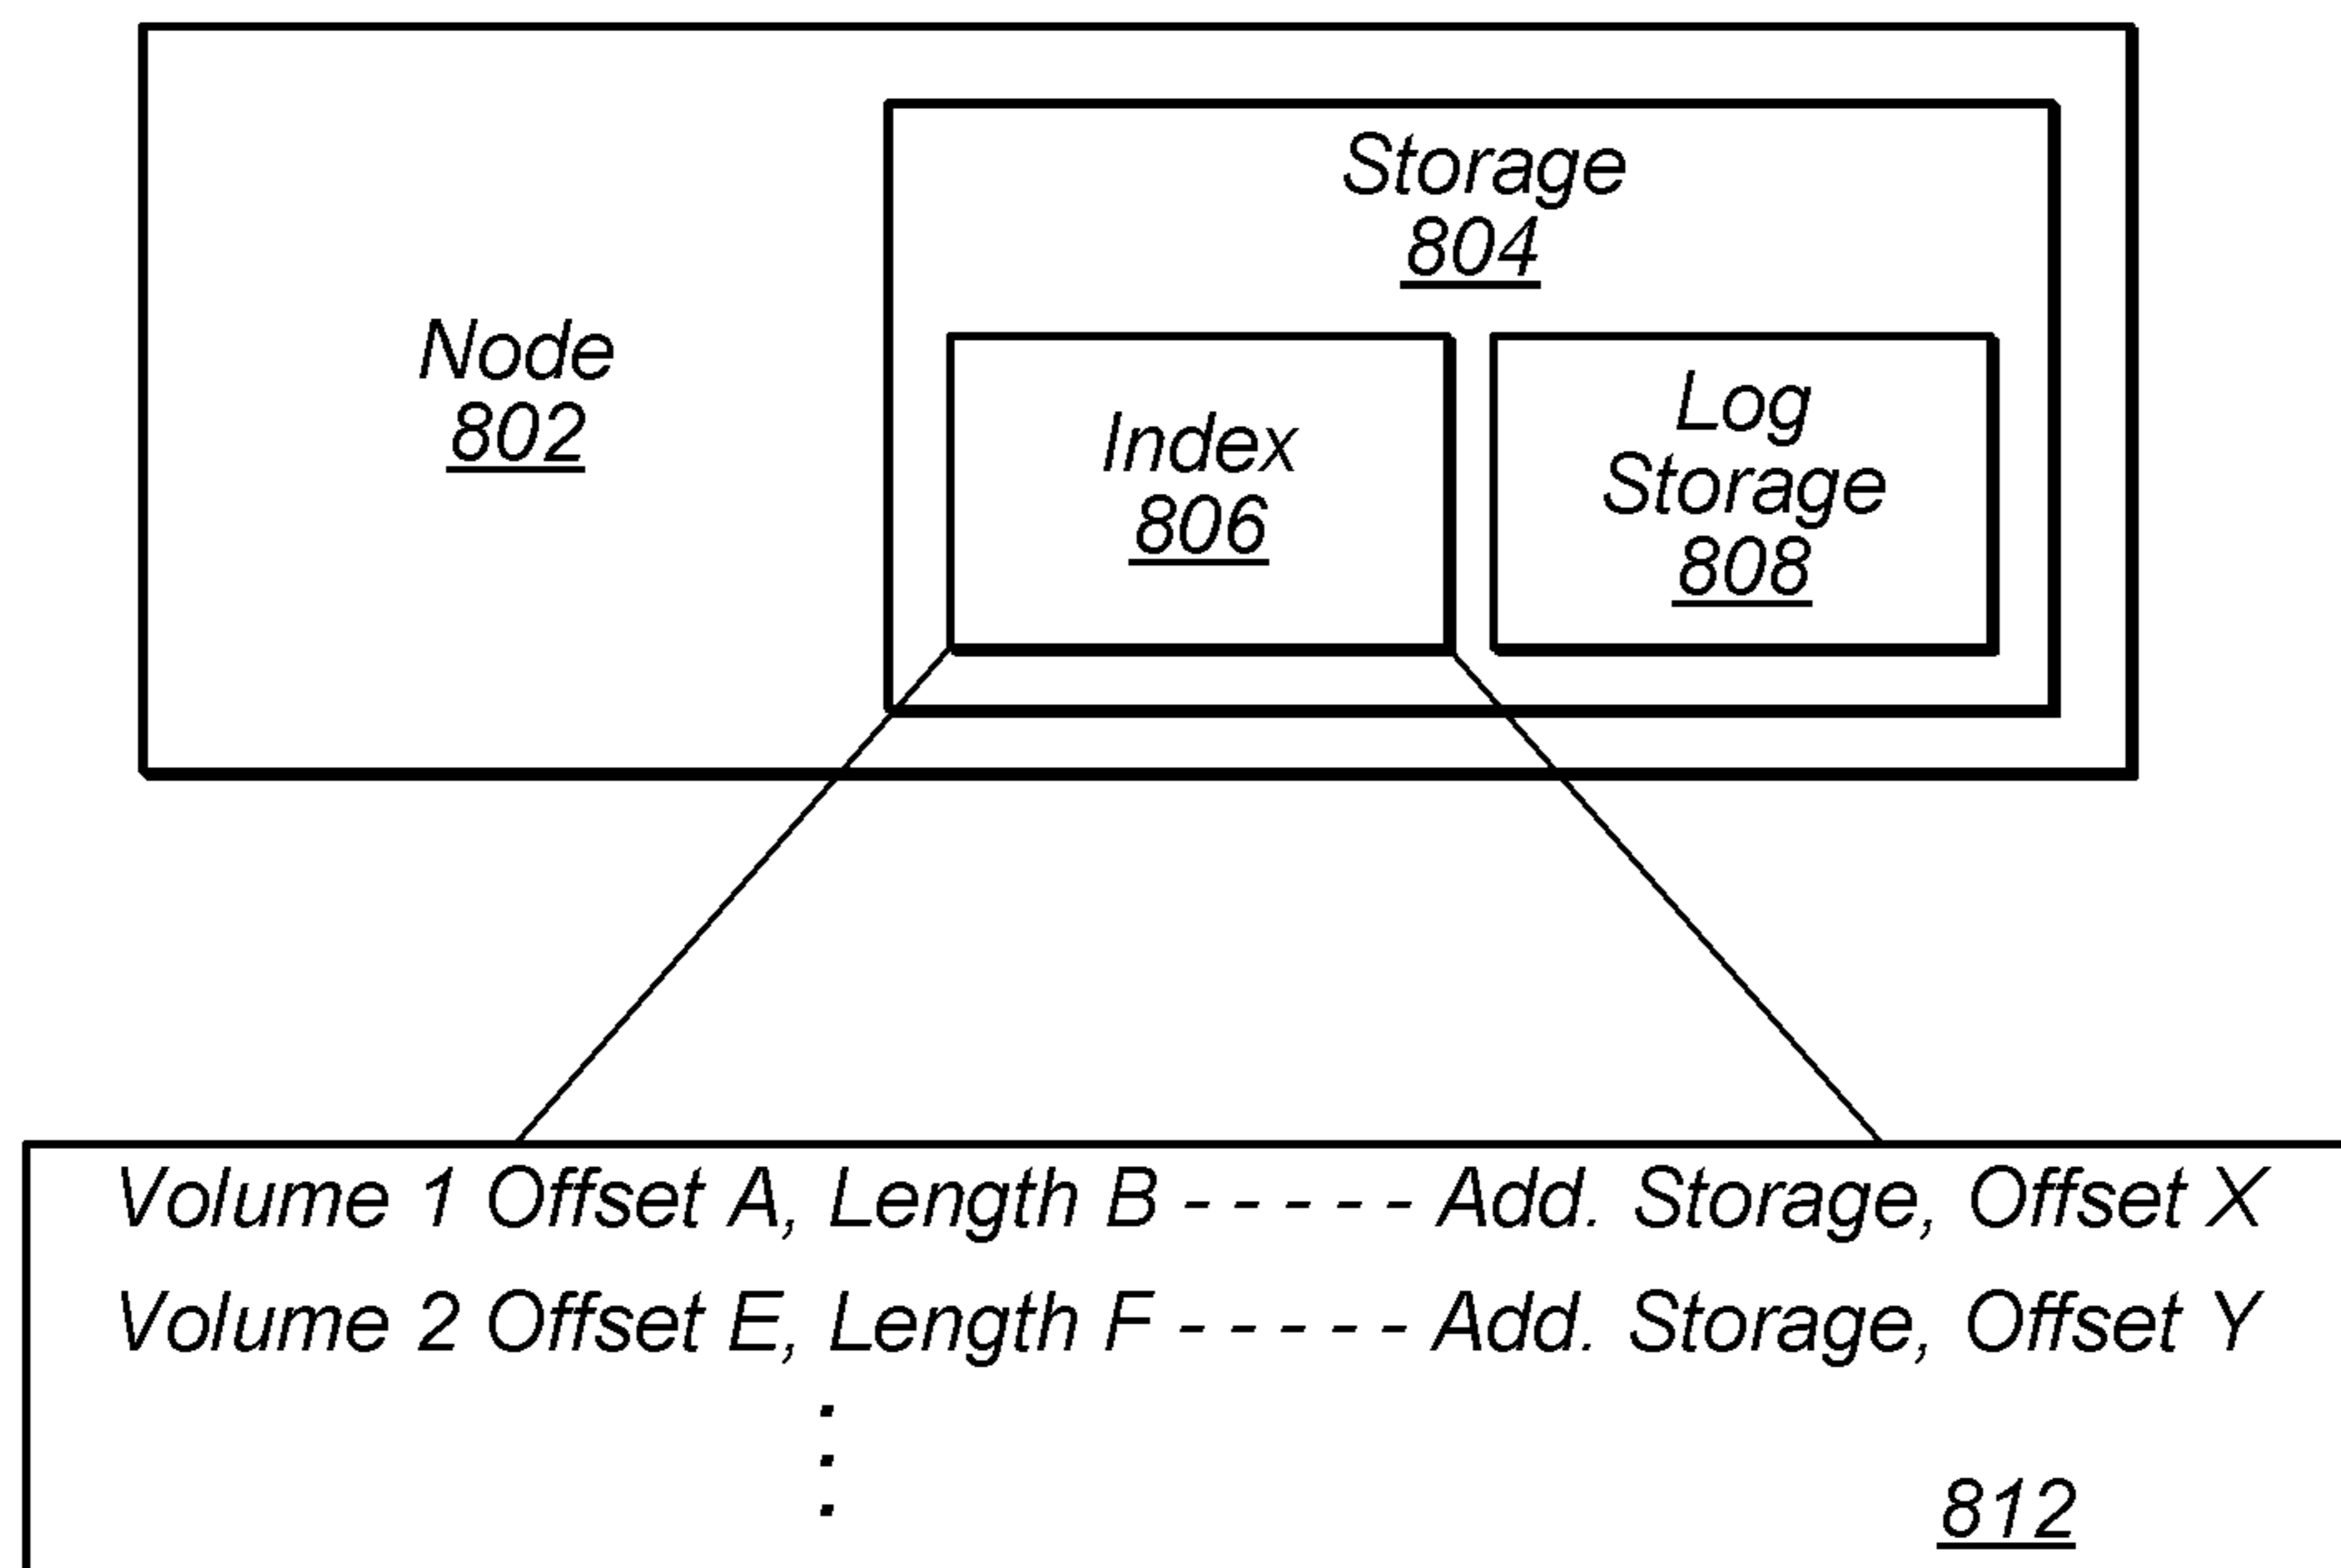 Storage
804
Node
802
Index
806
Log
Storage
808
Volume 1 Offset A, Length B - - - - - Add. Storage, Offset X
Volume 2 Offset E, Length F - - - - - Add. Storage, Offset Y
812